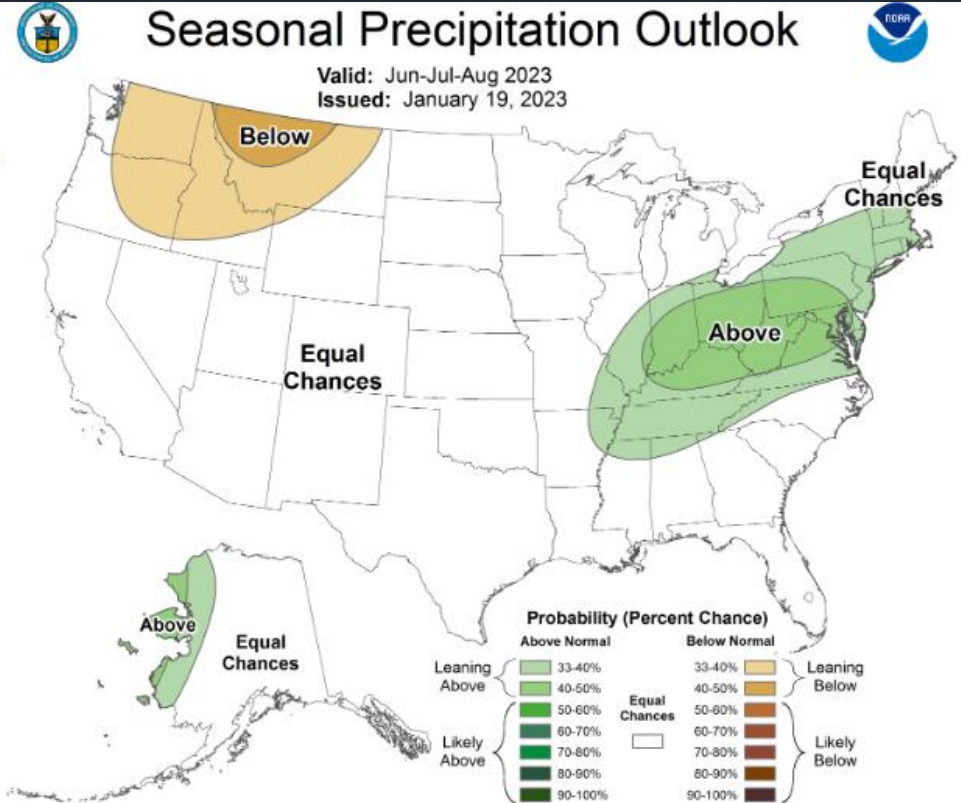 Seasonal Precipitation Outlook
NOAA
Valid: Jun-Jul-Aug 2023
Issued: January 19, 2023
Below
Equal
Chances
Above
Equal
Chances
Above
Equal
Chances
Probability (Percent Chance)
Above Normal
Below Normal
Leaning
Above
33-40%
40-50%
50-60%
60-70%
70-80%
80-90%
90-100%
Likely
Above
Equal
Chances
33-40%
40-50%
50-60%
60-70%
70-80%
80-90%
90-100%
Leaning
Below
Likely
Below